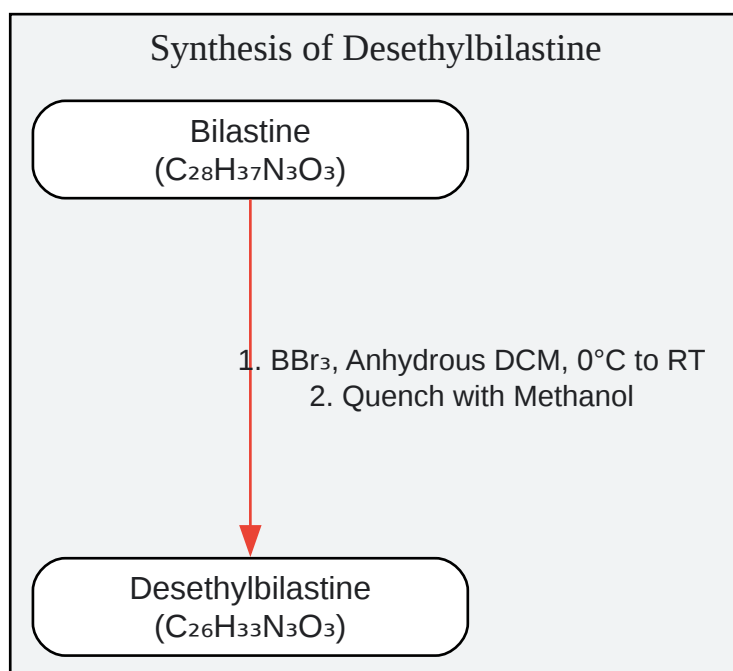 Synthesis of Desethylbilastine
Bilastine
(C₂₈H₃₇N₃O₃)
1. BBr₃, Anhydrous DCM, 0°C to RT
2. Quench with Methanol
Desethylbilastine
(C₂₆H₃₃N₃O₃)